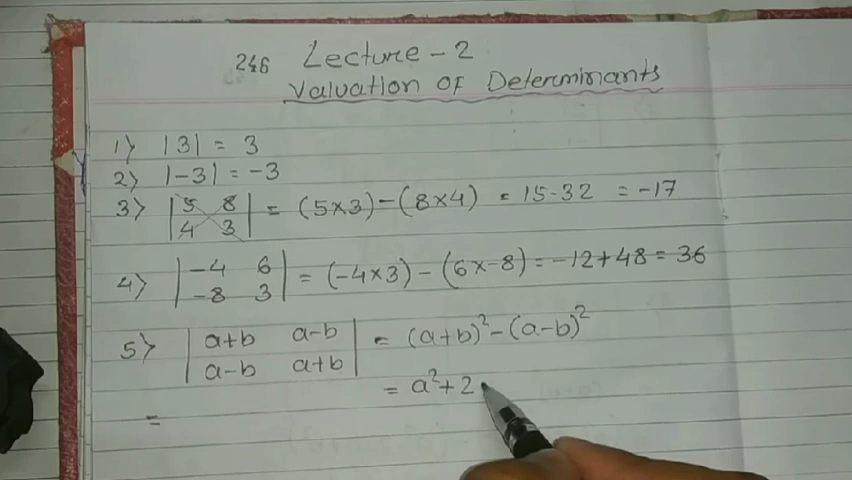 246 Lecture - 2
Valuation OF Determinants
1) |3| = 3
2) |-3| = -3
3) |5 8| = (5×3)-(8×4) = 15-32 = -17
|4 3|
4) |-4 6| = (-4×3) - (6×-8) = -12+48 = 36
|-8 3|
5) |a+b a-b| = (a+b)²-(a-b)²
|a-b a+b|
= a²+2
=